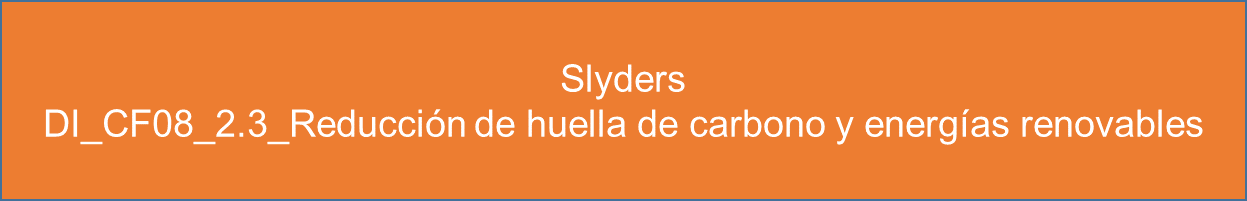 Slyders
DI_CF08_2.3_Reducción de huella de carbono y energías renovables